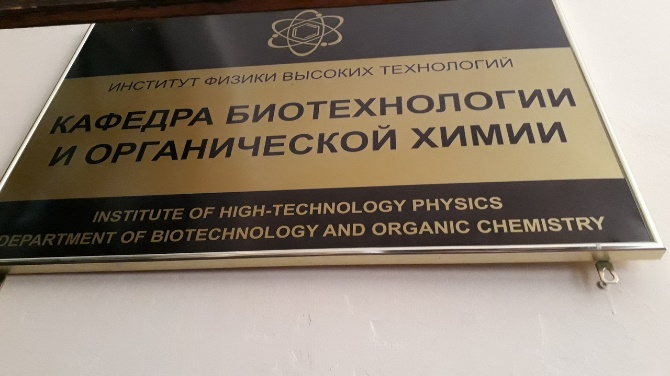 ИНСТИТУТ ФИЗИКИ ВЫСОКИХ ТЕХНОЛОГИЙ
КАФЕДРА БИОТЕХНОЛОГИИ
И ОРГАНИЧЕСКОЙ ХИМИИ
INSTITUTE OF HIGH-TECHNOLOGY PHYSICS
DEPARTMENT OF BIOTECHNOLOGY AND ORGANIC CHEMISTRY